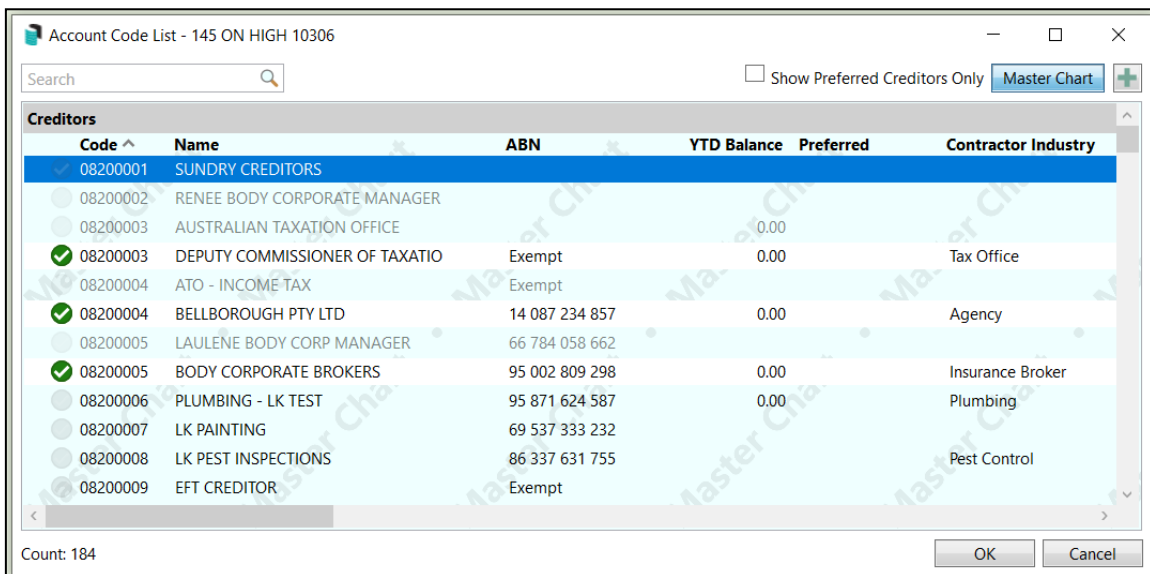 Account Code List - 145 ON HIGH 10306
Search Show Preferred Creditors Only Master Chart
Creditors
Code Name ABN YTD Balance Preferred Contractor Industry
08200001 SUNDRY CREDITORS
08200002 RENEE BODY CORPORATE MANAGER
08200003 AUSTRALIAN TAXATION OFFICE 0.00
08200003 DEPUTY COMMISSIONER OF TAXATIO Exempt 0.00 Tax Office
08200004 ATO - INCOME TAX Exempt
08200004 BELLBOROUGH PTY LTD 14 087 234 857 0.00 Agency
08200005 LAULENE BODY CORP MANAGER 66 784 058 662
08200005 BODY CORPORATE BROKERS 95 002 809 298 0.00 Insurance Broker
08200006 PLUMBING - LK TEST 95 871 624 587 0.00 Plumbing
08200007 LK PAINTING 69 537 333 232
08200008 LK PEST INSPECTIONS 86 337 631 755 Pest Control
08200009 EFT CREDITOR Exempt
Count: 184 OK Cancel